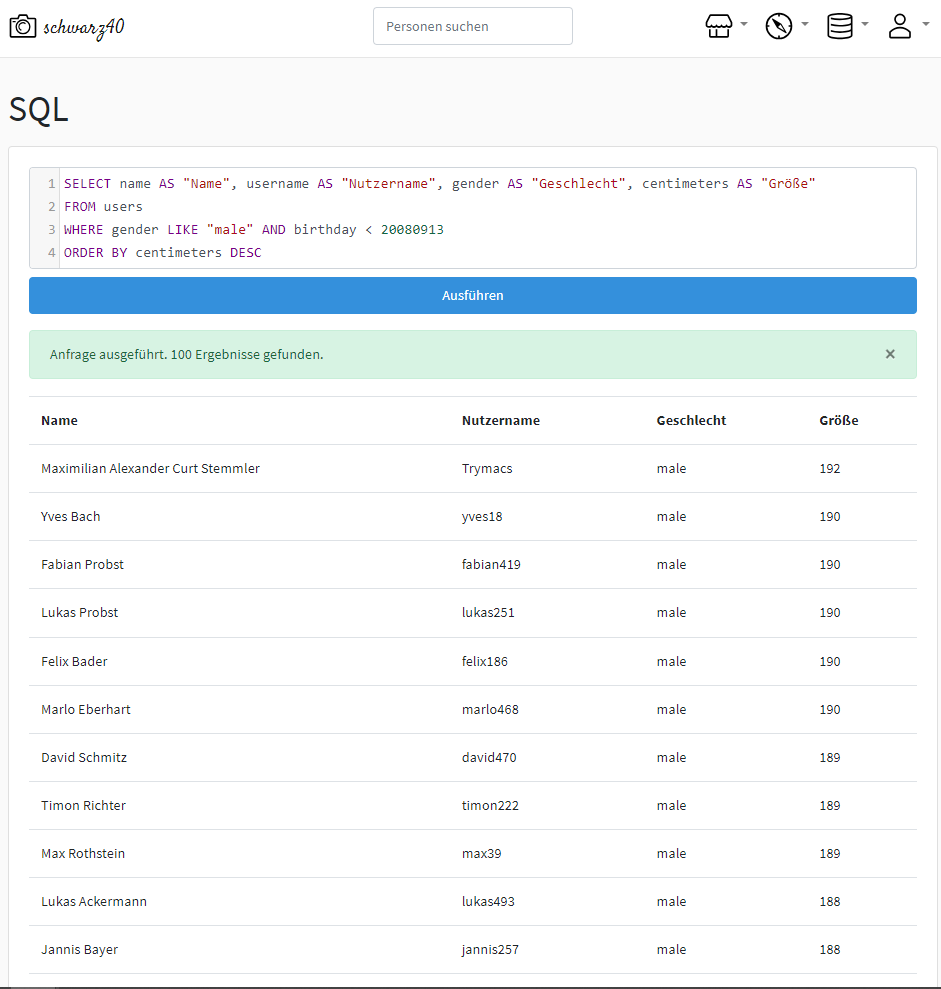 schwarz40
Personen suchen
SQL
1 SELECT name AS "Name", username AS "Nutzername", gender AS "Geschlecht", centimeters AS "Größe"
2 FROM users
3 WHERE gender LIKE "male" AND birthday < 20080913
4 ORDER BY centimeters DESC
Ausführen
Anfrage ausgeführt. 100 Ergebnisse gefunden. ×
Name Nutzername Geschlecht Größe
Maximilian Alexander Curt Stemmler Trymacs male 192
Yves Bach yves18 male 190
Fabian Probst fabian419 male 190
Lukas Probst lukas251 male 190
Felix Bader felix186 male 190
Marlo Eberhart marlo468 male 190
David Schmitz david470 male 189
Timon Richter timon222 male 189
Max Rothstein max39 male 189
Lukas Ackermann lukas493 male 188
Jannis Bayer jannis257 male 188